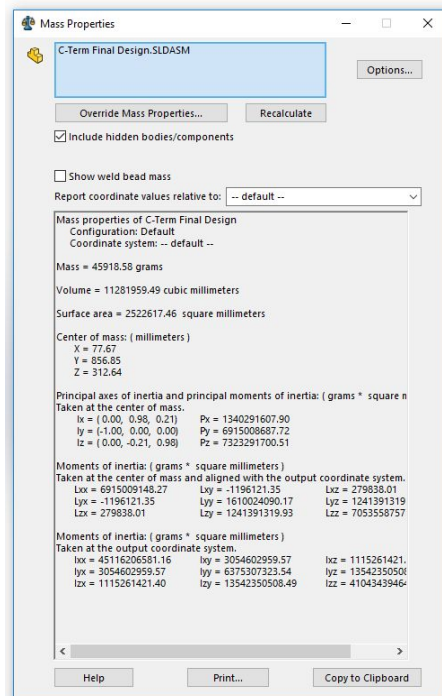 Mass Properties
C-Term Final Design.SLDASM
Options...
Override Mass Properties...
Recalculate
Include hidden bodies/components
Show weld bead mass
Report coordinate values relative to: -- default --
Mass properties of C-Term Final Design
Configuration: Default
Coordinate system: -- default --
Mass = 45918.58 grams
Volume = 11281959.49 cubic millimeters
Surface area = 2522617.46 square millimeters
Center of mass: ( millimeters )
X = 77.67
Y = 856.85
Z = 312.64
Principal axes of inertia and principal moments of inertia: ( grams * square m
Taken at the center of mass.
Ix = ( 0.00, 0.98, 0.21) Px = 1340291607.90
Iy = (-1.00, 0.00, 0.00) Py = 6915008687.72
Iz = ( 0.00, -0.21, 0.98) Pz = 7323291700.51
Moments of inertia: ( grams * square millimeters )
Taken at the center of mass and aligned with the output coordinate system.
Lxx = 6915009148.27 Lxy = -1196121.35 Lxz = 279838.01
Lyx = -1196121.35 Lyy = 1610024090.17 Lyz = 1241391319
Lzx = 279838.01 Lzy = 1241391319.93 Lzz = 7053558757
Moments of inertia: ( grams * square millimeters )
Taken at the output coordinate system.
Ixx = 45116206581.16 Ixy = 3054602959.57 Ixz = 1115261421.
Iyx = 3054602959.57 Iyy = 6375307323.54 Iyz = 1354235050
Izx = 1115261421.40 Izy = 13542350508.49 Izz = 4104343946
Help
Print...
Copy to Clipboard